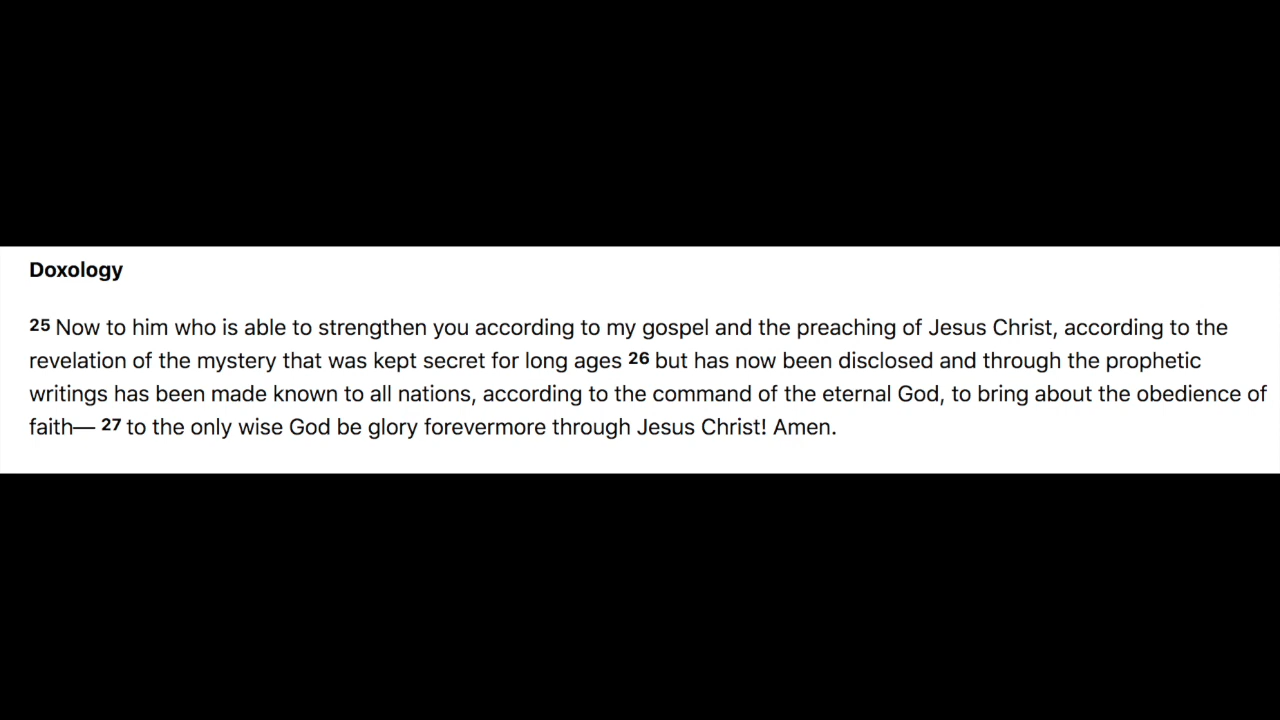 Doxology
25 Now to him who is able to strengthen you according to my gospel and the preaching of Jesus Christ, according to the
revelation of the mystery that was kept secret for long ages 26 but has now been disclosed and through the prophetic
writings has been made known to all nations, according to the command of the eternal God, to bring about the obedience of
faith— 27 to the only wise God be glory forevermore through Jesus Christ! Amen.